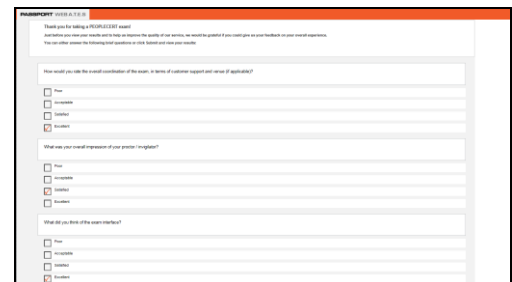 PASSPORT WEB A.T.E.S
Thank you for taking a PEOPLECERT exam!
Just before you view your results and to help us improve the quality of our service, we would be grateful if you could give us your feedback on your overall experience.
You can either answer the following brief questions or click Submit and view your results:
How would you rate the overall coordination of the exam, in terms of customer support and venue (if applicable)?
Poor
Acceptable
Satisfied
Excellent
What was your overall impression of your proctor / invigilator?
Poor
Acceptable
Satisfied
Excellent
What did you think of the exam interface?
Poor
Acceptable
Satisfied
Excellent